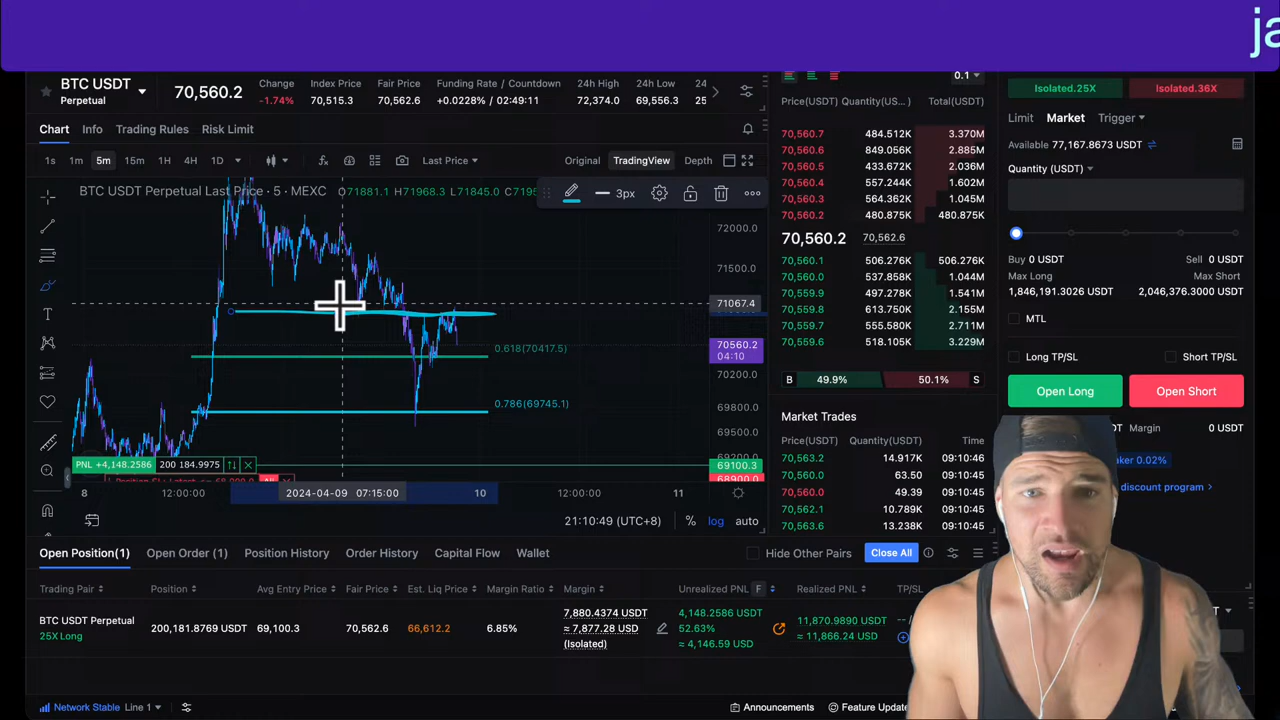 ja
BTC USDT
Perpetual
70,560.2
Change
-1.74%
Index Price
70,515.3
Fair Price
70,562.6
Funding Rate / Countdown
+0.0228% / 02:49:11
24h High
72,374.0
24h Low
69,556.3
24
25
Chart Info Trading Rules Risk Limit
1s 1m 5m 15m 1H 4H 1D Last Price Original TradingView Depth
BTC USDT Perpetual Last Price · 5 · MEXC O71881.1 H71968.3 L71845.0
3px
72000.0
71500.0
71067.4
70560.2
04:10
70200.0
69800.0
69500.0
69100.3
68900.0
0.618(70417.5)
0.786(69745.1)
PNL +4,148.2586 200 184.9975
8 12:00:00 2024-04-09 07:15:00 10 12:00:00 11
21:10:49 (UTC+8) % log auto
0.1
Price(USDT) Quantity(US... Total(USDT)
70,560.7 484.512K 3.370M
70,560.6 849.056K 2.885M
70,560.5 433.672K 2.036M
70,560.4 557.244K 1.602M
70,560.3 564.362K 1.045M
70,560.2 480.875K 480.875K
70,560.2 70,562.6
70,560.1 506.276K 506.276K
70,560.0 537.858K 1.044M
70,559.9 497.278K 1.541M
70,559.8 613.750K 2.155M
70,559.7 555.580K 2.711M
70,559.6 518.105K 3.229M
B 49.9% 50.1% S
Market Trades
Price(USDT) Quantity(USDT) Time
70,563.2 14.917K 09:10:46
70,560.0 63.50 09:10:45
70,560.0 49.39 09:10:45
70,562.1 10.789K 09:10:45
70,563.6 13.238K 09:10:45
Isolated.25X Isolated.36X
Limit Market Trigger
Available 77,167.8673 USDT
Quantity (USDT)
Buy 0 USDT Sell 0 USDT
Max Long Max Short
1,846,191.3026 USDT 2,046,376.3000 USDT
MTL
Long TP/SL Short TP/SL
Open Long Open Short
Margin 0 USDT
0.02%
discount program
Open Position(1) Open Order (1) Position History Order History Capital Flow Wallet Hide Other Pairs Close All
Trading Pair Position Avg Entry Price Fair Price Est. Liq Price Margin Ratio Margin Unrealized PNL F Realized PNL TP/SL
BTC USDT Perpetual
25X Long
200,181.8769 USDT
69,100.3
70,562.6
66,612.2
6.85%
7,880.4374 USDT
≈ 7,877.28 USD
(Isolated)
4,148.2586 USDT
52.63%
≈ 4,146.59 USD
11,870.9890 USDT
≈ 11,866.24 USD
Network Stable Line 1
Announcements